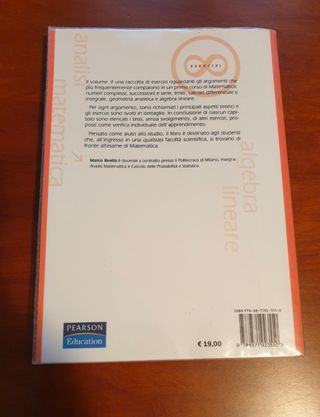 ESERCIZI
Il volume è una raccolta di esercizi riguardanti gli argomenti che
più frequentemente compaiono in un primo corso di Matematica:
numeri complessi, successioni e serie, limiti, calcolo differenziale e
integrale, geometria analitica e algebra lineare.
Per ogni argomento, sono richiamati i principali aspetti teorici e
gli esercizi sono svolti in dettaglio. In conclusione di ciascun capi-
tolo sono elencati i testi, senza svolgimento, di altri esercizi, pro-
posti come verifica individuale dell'apprendimento.
Pensato come aiuto allo studio, il libro è destinato agli studenti
che, all'ingresso in una qualsiasi facoltà scientifica, si trovano di
fronte all'esame di Matematica.
Marco Boella è docente a contratto presso il Politecnico di Milano, insegna
Analisi Matematica e Calcolo delle Probabilità e Statistica.
analisi
matematica
algebra
lineare
PEARSON
Education
€ 19,00